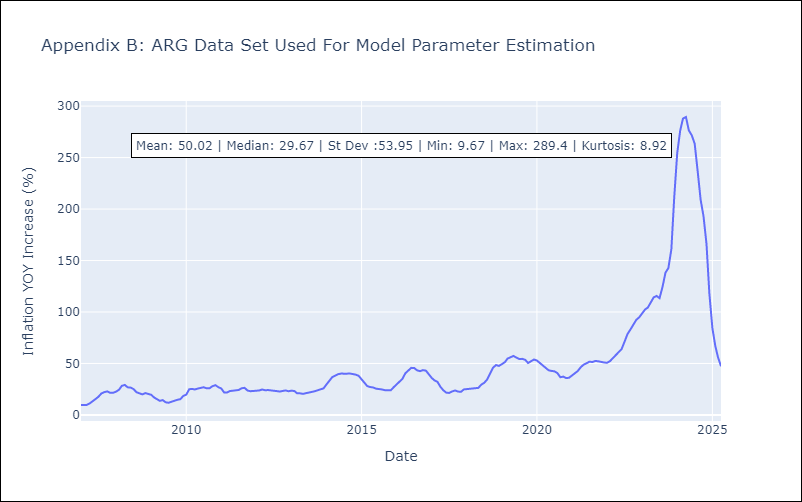 Appendix B: ARG Data Set Used For Model Parameter Estimation
300
Mean: 50.02 | Median: 29.67 | St Dev :53.95 | Min: 9.67 | Max: 289.4 | Kurtosis: 8.92
250
200
150
100
50
0
Inflation YOY Increase (%)
2010
2015
2020
2025
Date